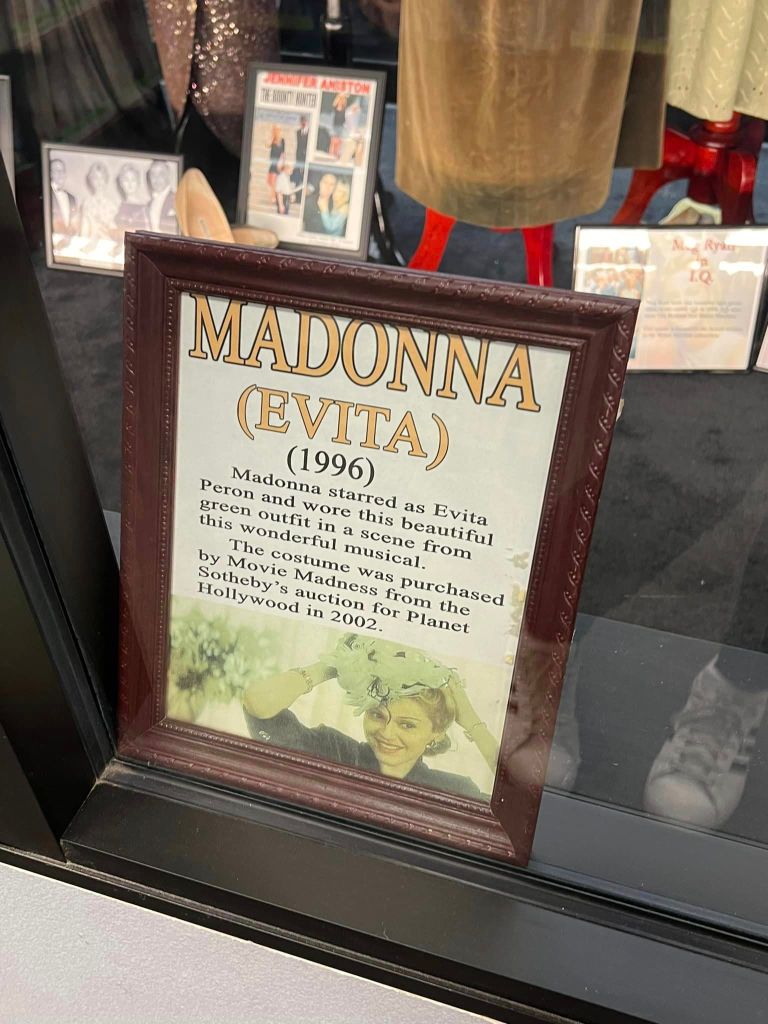 JENNIFER ANISTON
THE BOUNTY HUNTER
Meg Ryan
in
I.Q.
MADONNA
(EVITA)
(1996)
Madonna starred as Evita
Peron and wore this beautiful
green outfit in a scene from
this wonderful musical.
The costume was purchased
by Movie Madness from the
Sotheby's auction for Planet
Hollywood in 2002.